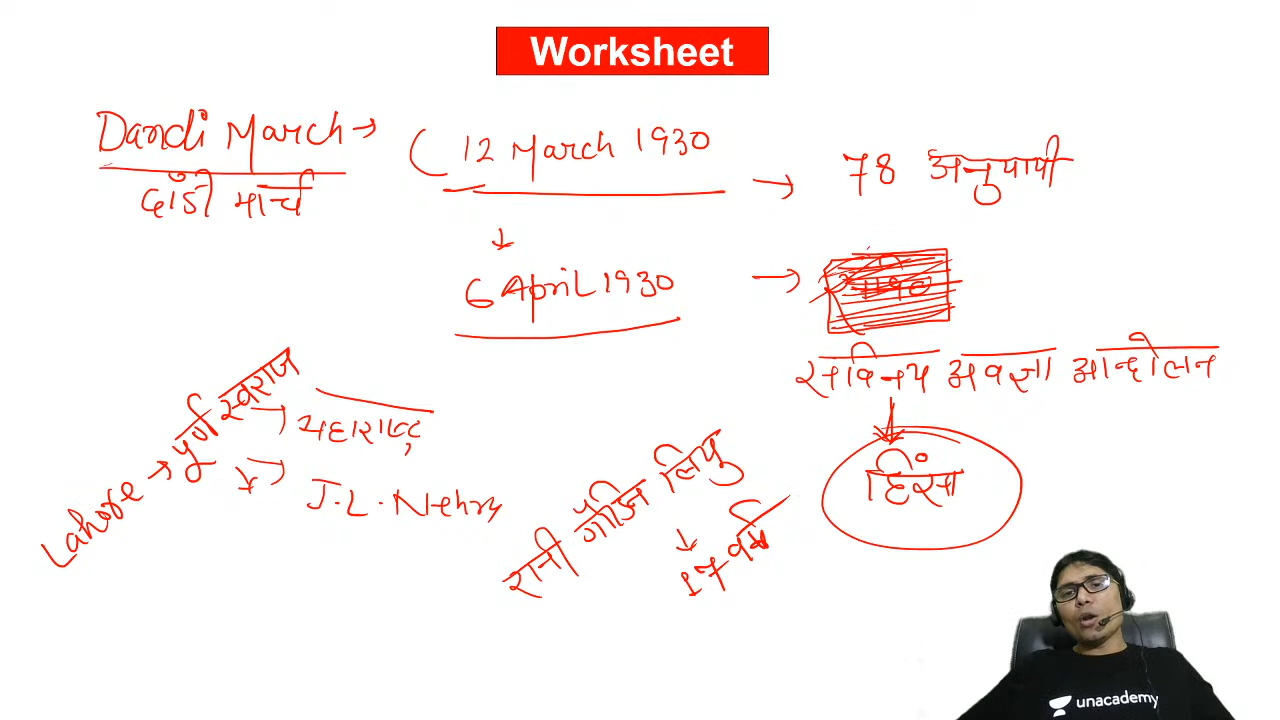 Worksheet
Dandi March → ( 12 March 1930 → 78 अनुयायी
दांडी मार्च
↓
6 April 1930 →
सविनय अवज्ञा आन्दोलन
Lahore → पूर्ण स्वराज
→ J.L. Nehru
रानी गैडिन लियु
↓
17 वर्ष
हिंसा
unacademy